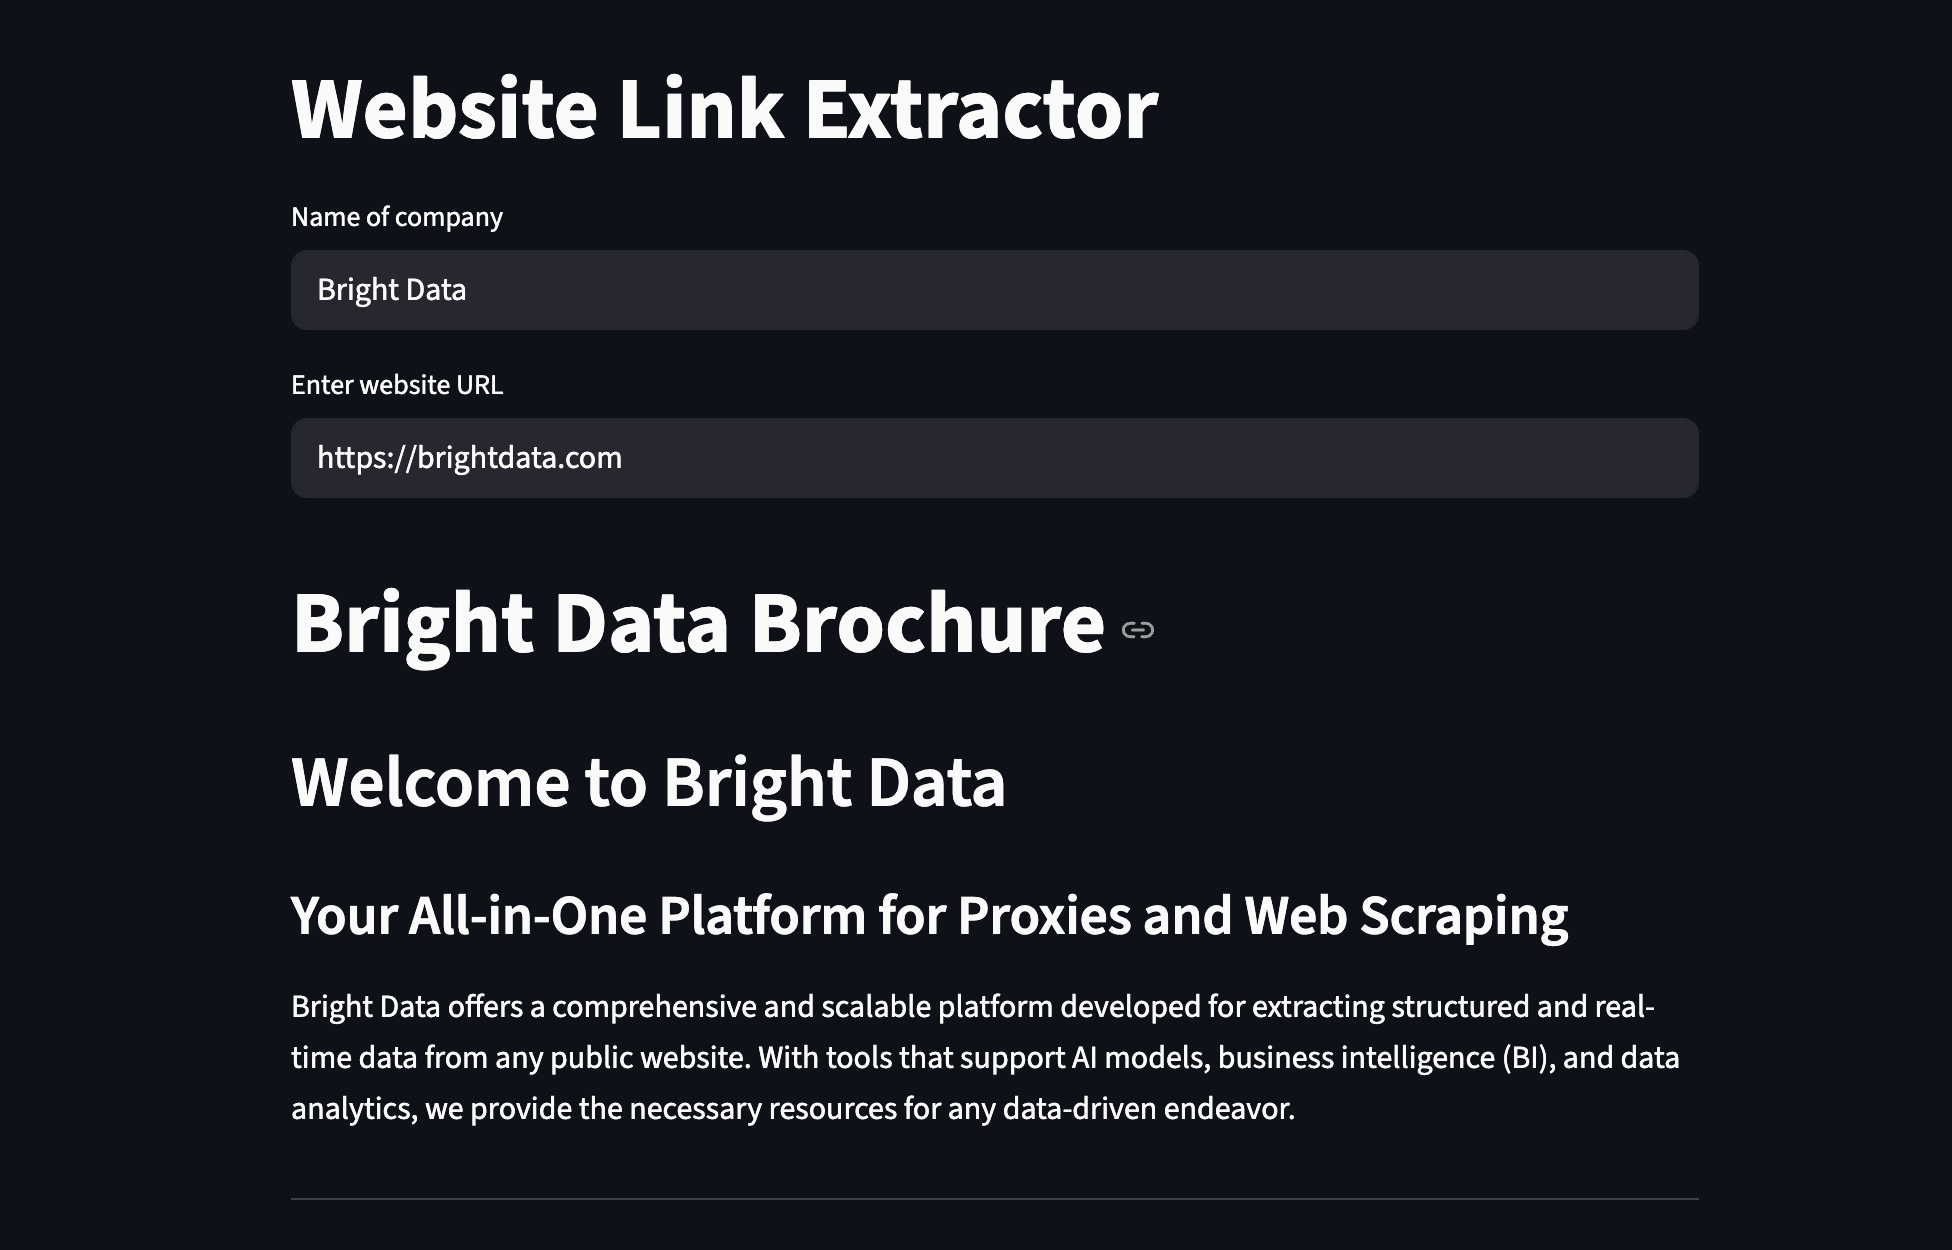 Website Link Extractor
Name of company
Bright Data
Enter website URL
https://brightdata.com
Bright Data Brochure
Welcome to Bright Data
Your All-in-One Platform for Proxies and Web Scraping
Bright Data offers a comprehensive and scalable platform developed for extracting structured and real-
time data from any public website. With tools that support AI models, business intelligence (BI), and data
analytics, we provide the necessary resources for any data-driven endeavor.